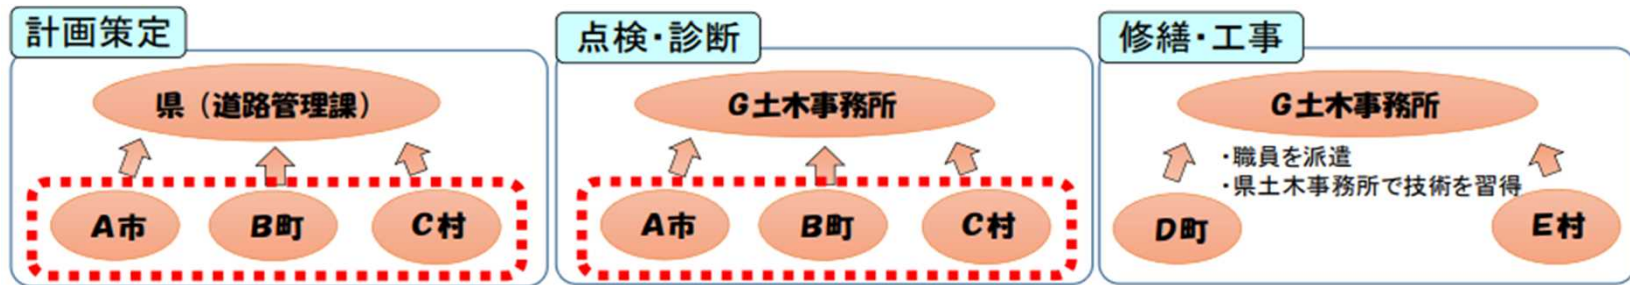 計画策定
県（道路管理課）
A市
B町
C村
点検・診断
G土木事務所
A市
B町
C村
修繕・工事
G土木事務所
・職員を派遣
・県土木事務所で技術を習得
D町
E村